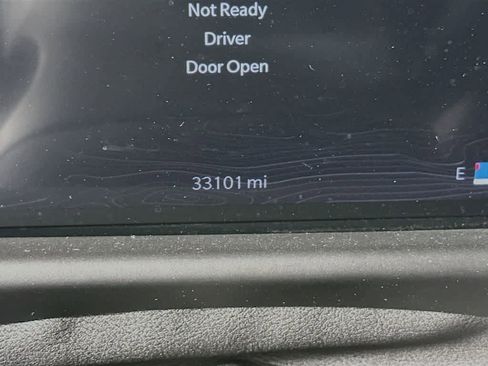 Not Ready
Driver
Door Open
33101 mi
E